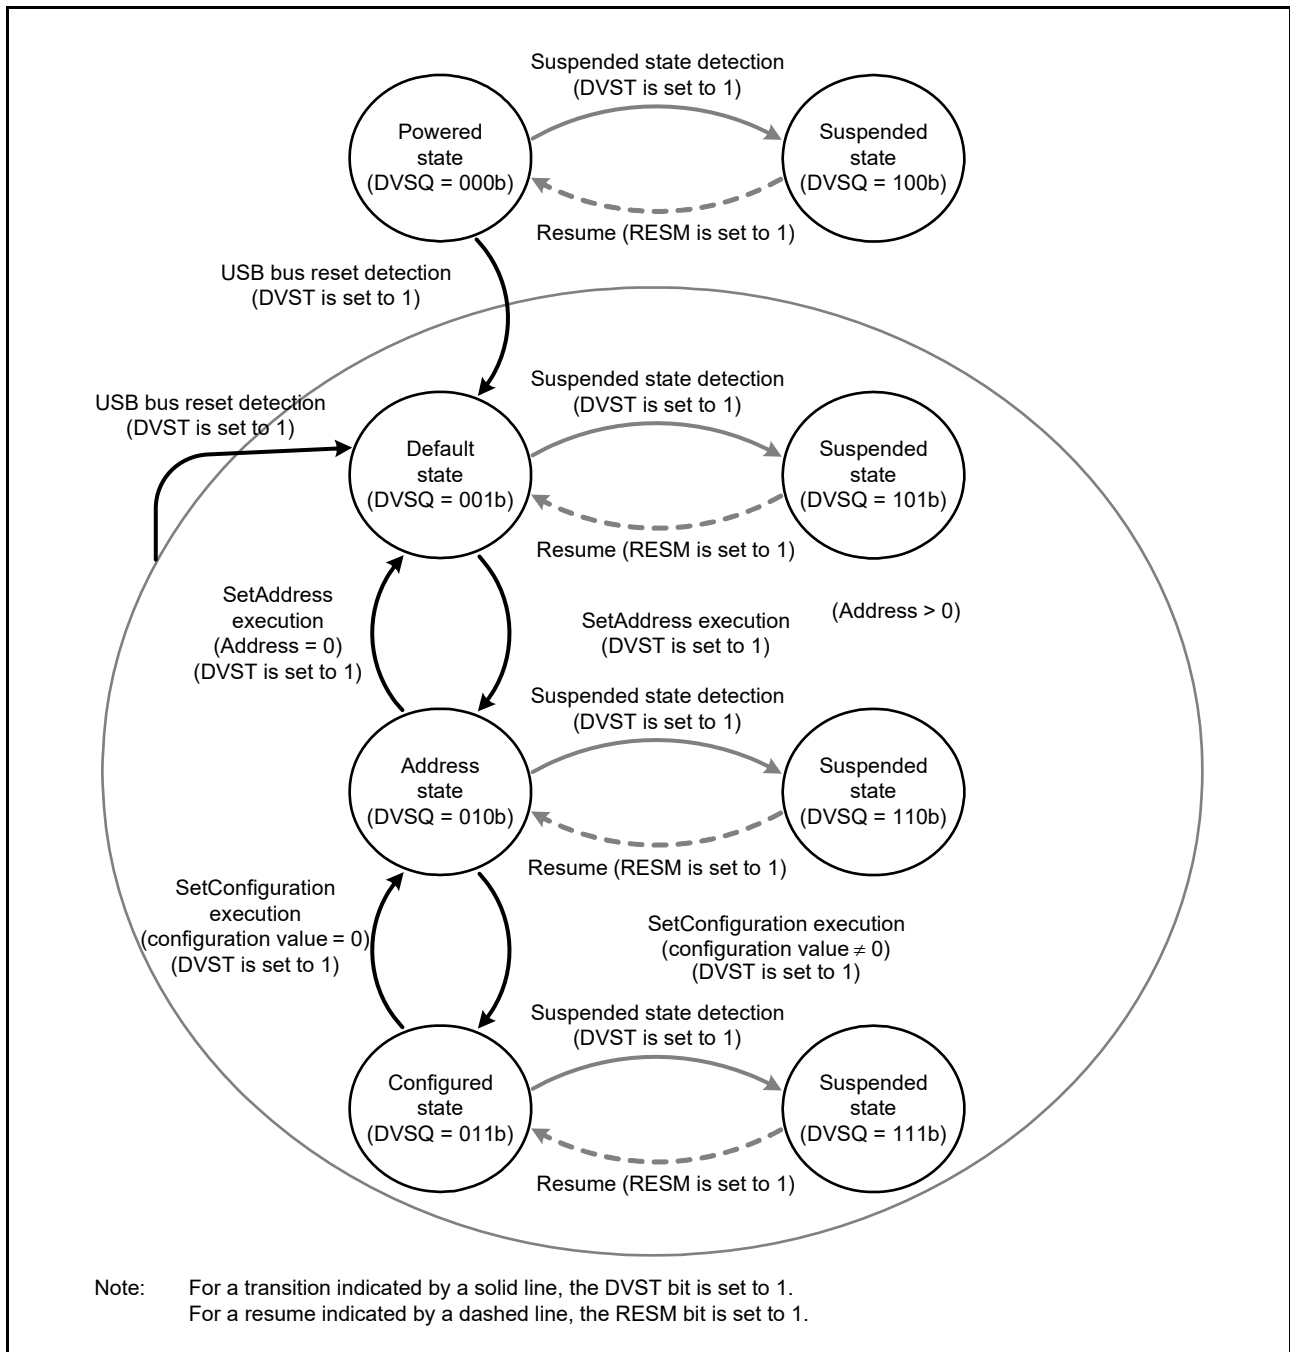 Suspended state detection
(DVST is set to 1)
Powered
state
(DVSQ = 000b)
Suspended
state
(DVSQ = 100b)
Resume (RESM is set to 1)
USB bus reset detection
(DVST is set to 1)
Suspended state detection
(DVST is set to 1)
USB bus reset detection
(DVST is set to 1)
Default
state
(DVSQ = 001b)
Suspended
state
(DVSQ = 101b)
Resume (RESM is set to 1)
SetAddress
execution
(Address = 0)
(DVST is set to 1)
SetAddress execution
(DVST is set to 1)
(Address > 0)
Suspended state detection
(DVST is set to 1)
Address
state
(DVSQ = 010b)
Suspended
state
(DVSQ = 110b)
Resume (RESM is set to 1)
SetConfiguration
execution
(configuration value = 0)
(DVST is set to 1)
SetConfiguration execution
(configuration value ≠ 0)
(DVST is set to 1)
Suspended state detection
(DVST is set to 1)
Configured
state
(DVSQ = 011b)
Suspended
state
(DVSQ = 111b)
Resume (RESM is set to 1)
Note: For a transition indicated by a solid line, the DVST bit is set to 1.
For a resume indicated by a dashed line, the RESM bit is set to 1.